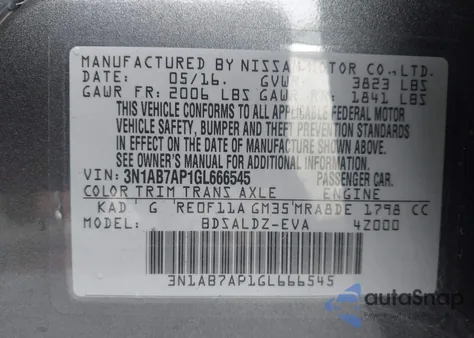 MANUFACTURED BY NISSAN MOTOR CO., LTD.
DATE: 05/16. GVWR: 3823 LBS
GAWR FR: 2006 LBS GAWR RR: 1841 LBS
THIS VEHICLE CONFORMS TO ALL APPLICABLE FEDERAL MOTOR
VEHICLE SAFETY, BUMPER AND THEFT PREVENTION STANDARDS
IN EFFECT ON THE DATE OF MANUFACTURE SHOWN ABOVE.
SEE OWNER'S MANUAL FOR ADDITIONAL INFORMATION
VIN: 3N1AB7AP1GL666545 PASSENGER CAR.
COLOR TRIM TRANS AXLE ENGINE
KAD G RE0F11A GM35 MRA8DE 1798 CC
MODEL: BDSALDZ-EVA 4Z000
3N1AB7AP1GL666545
autoSnap
www.autosnap.com